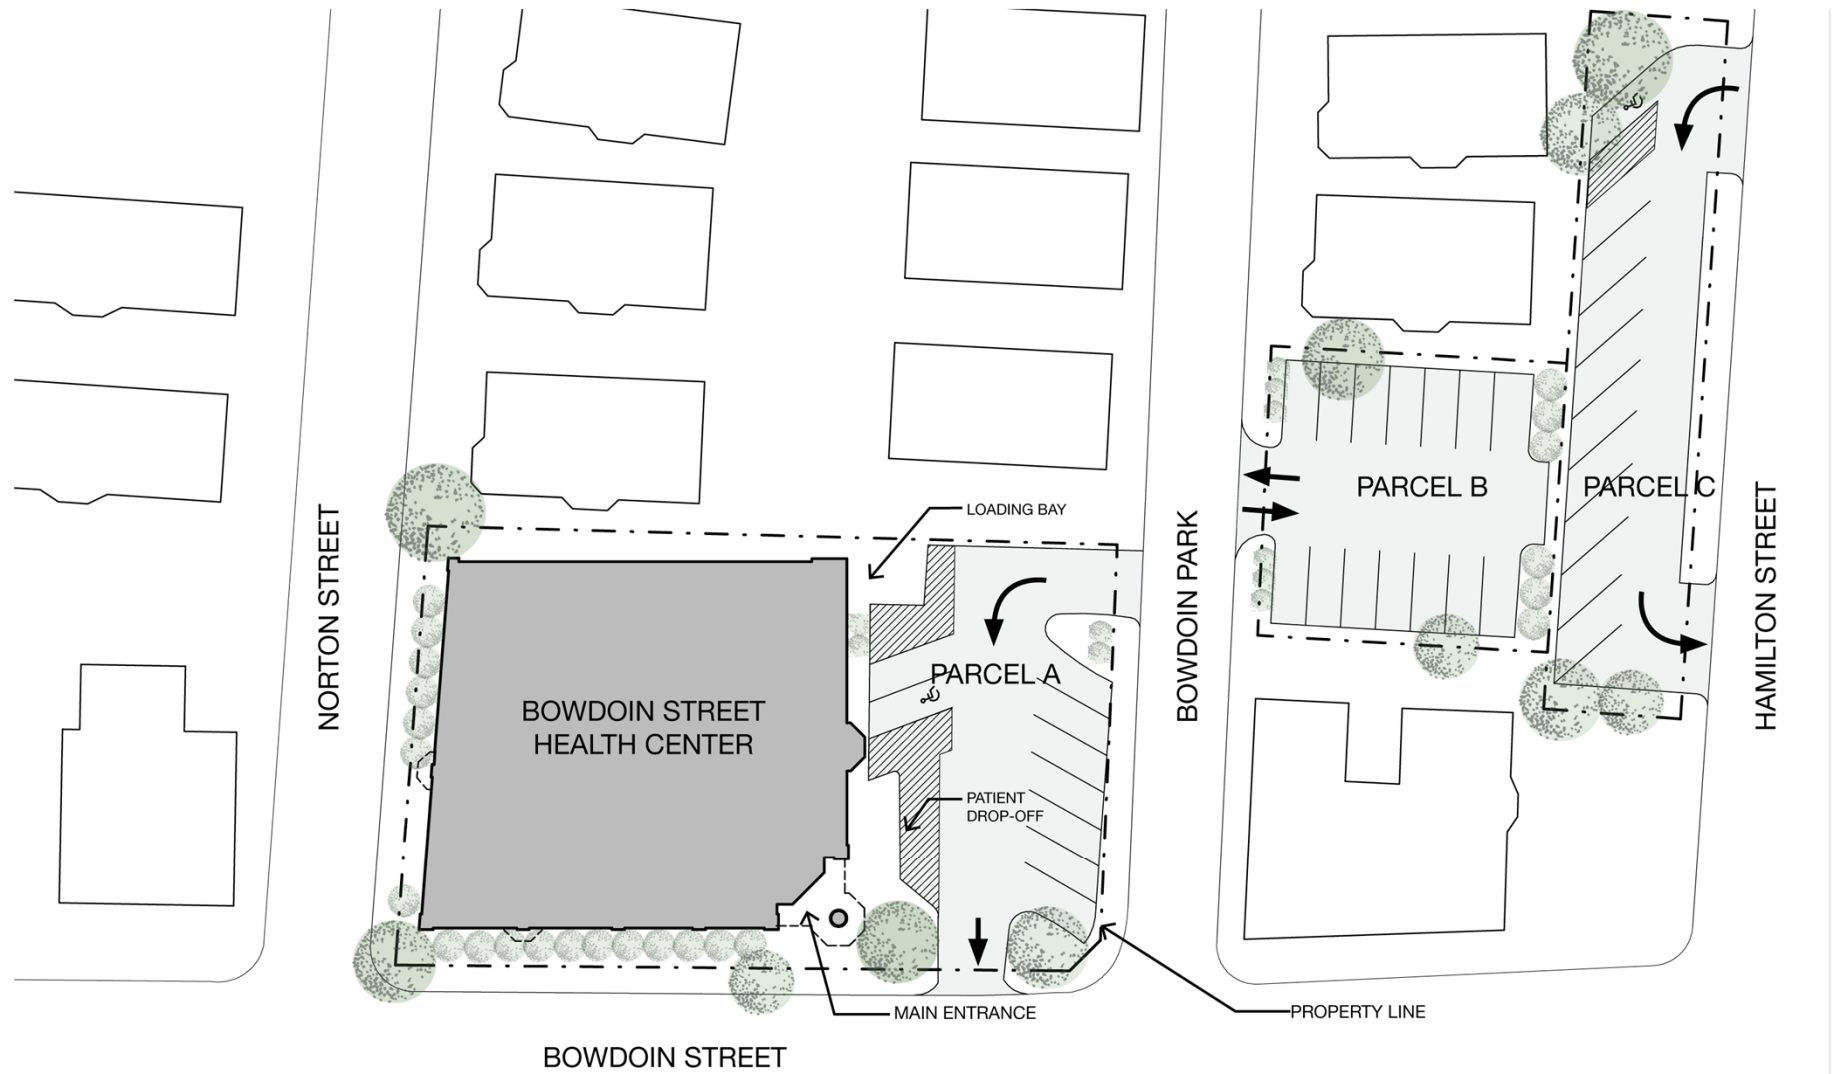 LOADING BAY
PARCEL B
PARCEL C
NORTON STREET
BOWDOIN PARK
HAMILTON STREET
PARCEL A
BOWDOIN STREET
HEALTH CENTER
PATIENT
DROP-OFF
MAIN ENTRANCE
PROPERTY LINE
BOWDOIN STREET